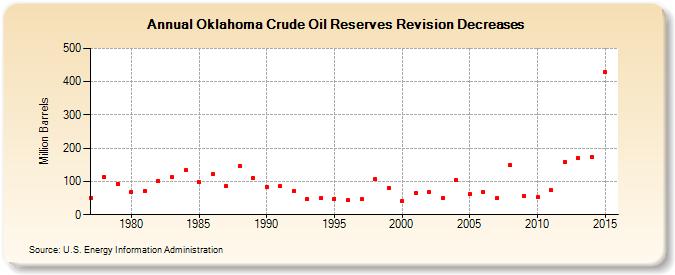 Annual Oklahoma Crude Oil Reserves Revision Decreases
Million Barrels
500
400
300
200
100
0
1980 1985 1990 1995 2000 2005 2010 2015
Source: U.S. Energy Information Administration